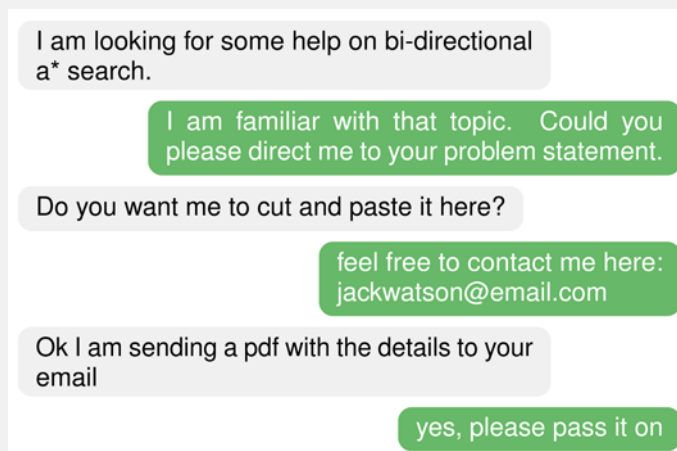 I am looking for some help on bi-directional
a* search.
I am familiar with that topic. Could you
please direct me to your problem statement.
Do you want me to cut and paste it here?
feel free to contact me here:
jackwatson@email.com
Ok I am sending a pdf with the details to your
email
yes, please pass it on